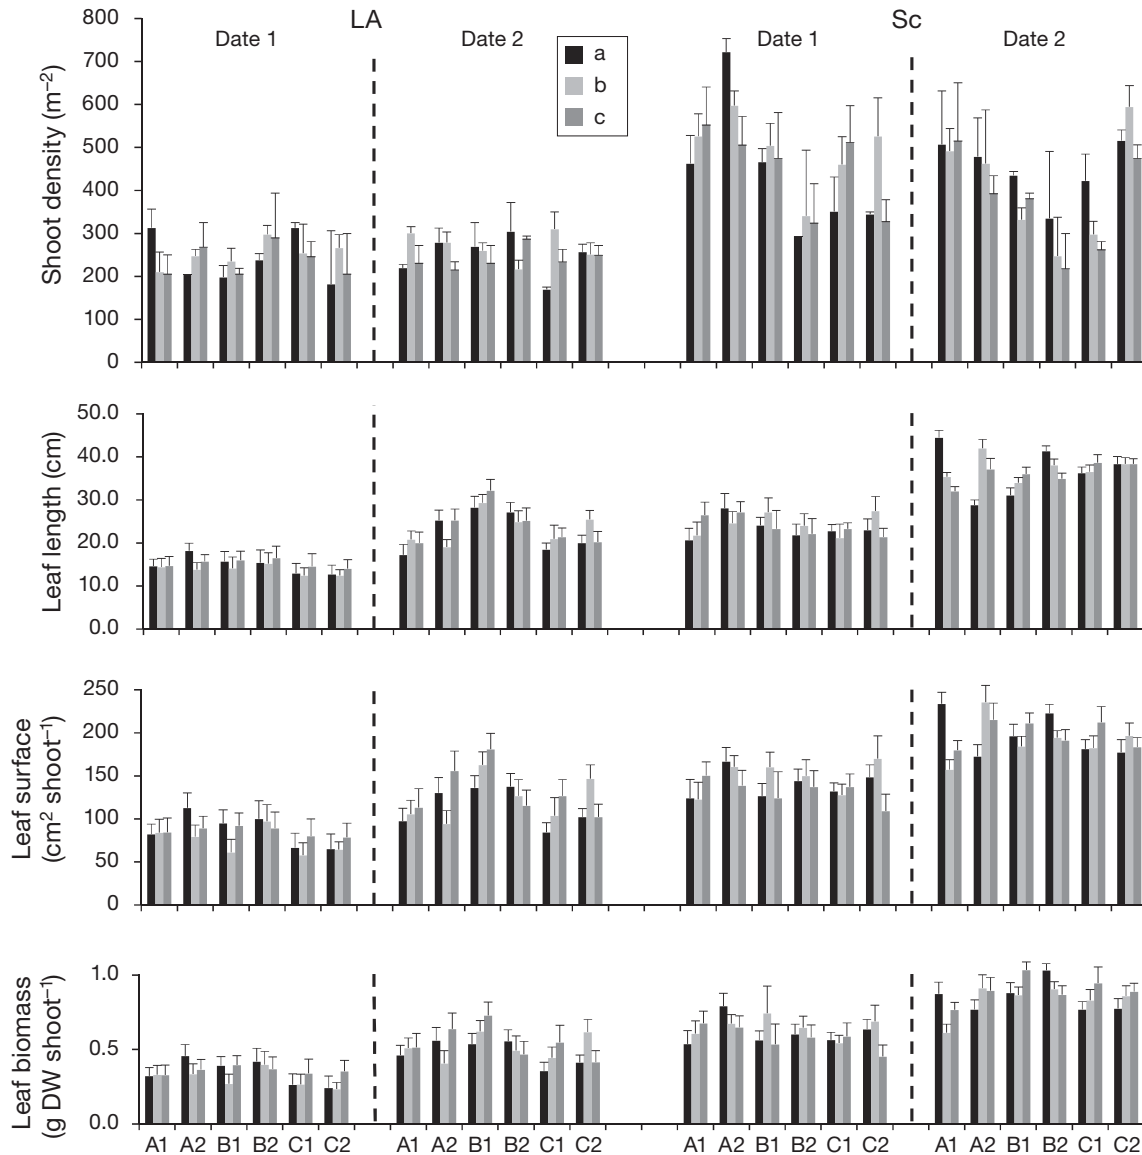 LA
Sc
Date 1
Date 2
Date 1
Date 2
a
b
c
Shoot density (m⁻²)
800
700
600
500
400
300
200
100
0
Leaf length (cm)
50.0
40.0
30.0
20.0
10.0
0.0
Leaf surface
(cm² shoot⁻¹)
250
200
150
100
50
0
Leaf biomass
(g DW shoot⁻¹)
1.0
0.5
0.0
A1 A2 B1 B2 C1 C2 A1 A2 B1 B2 C1 C2 A1 A2 B1 B2 C1 C2 A1 A2 B1 B2 C1 C2